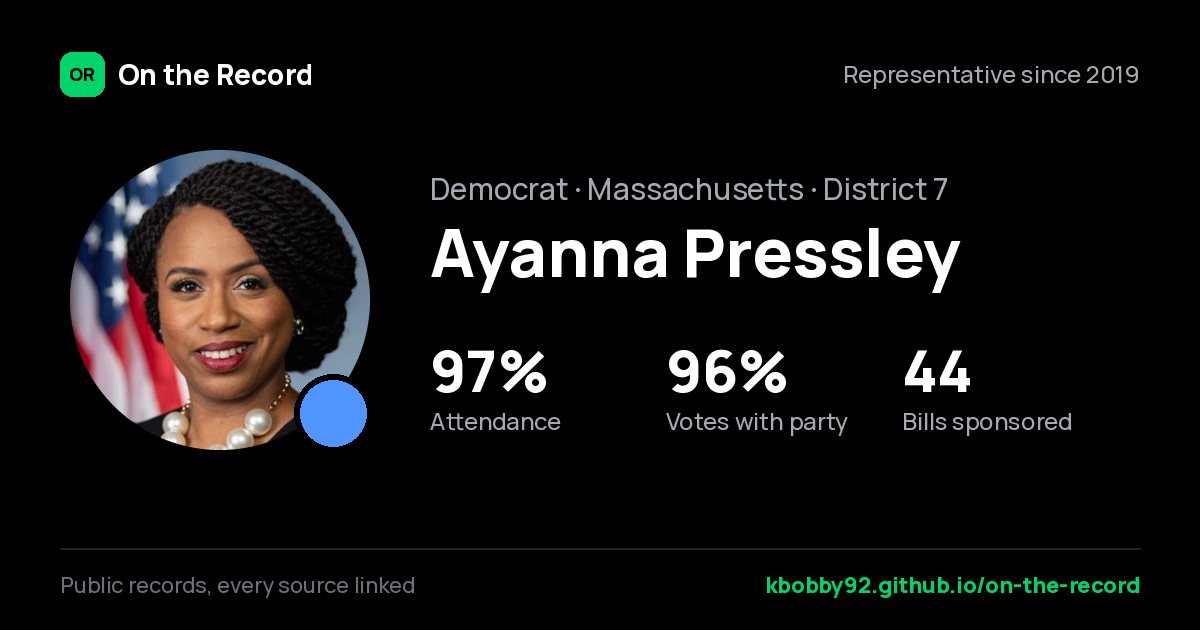 OR On the Record
Representative since 2019
Democrat · Massachusetts · District 7
Ayanna Pressley
97% 96% 44
Attendance Votes with party Bills sponsored
Public records, every source linked
kbobby92.github.io/on-the-record